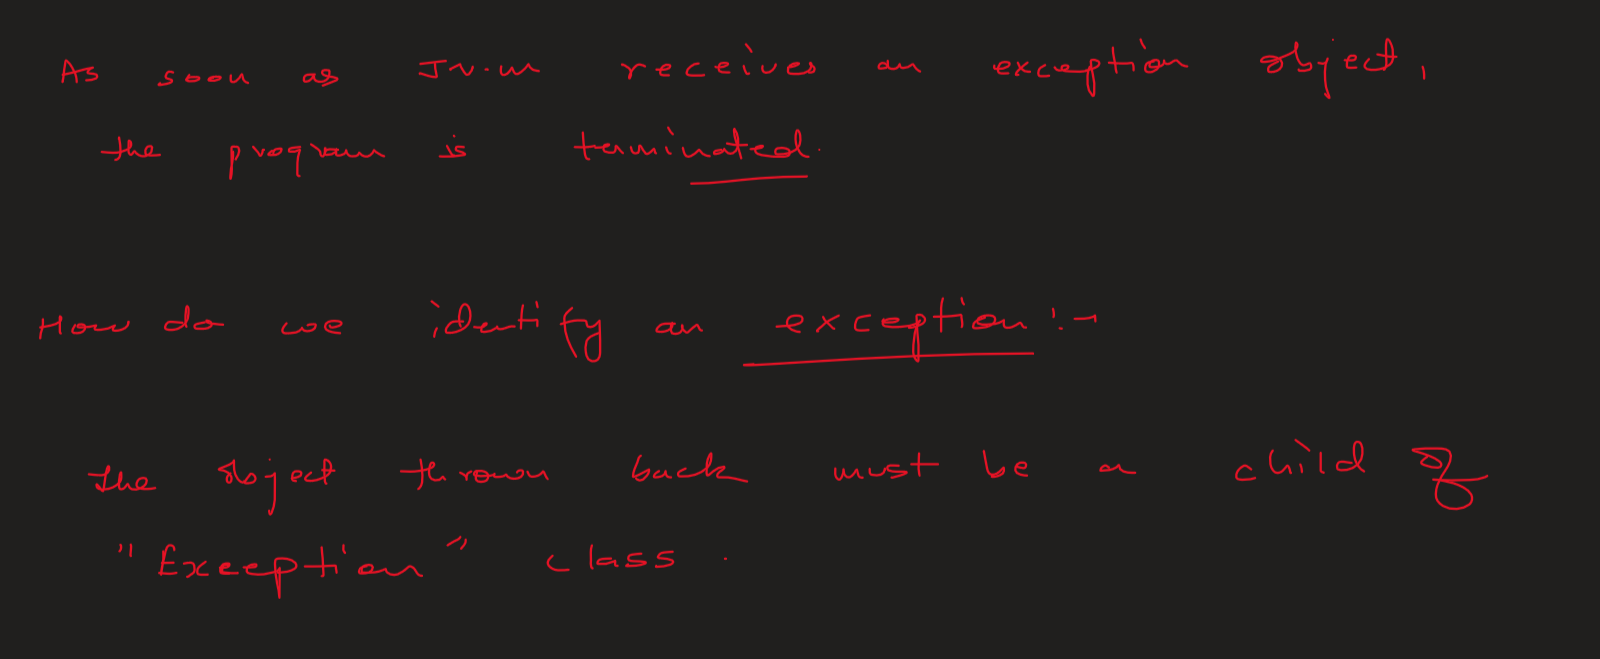 As soon as Jv.m receives an exception object,
the program is terminated.
How do we identify an exception :-
the object thrown back must be a child of
"Exception" class.